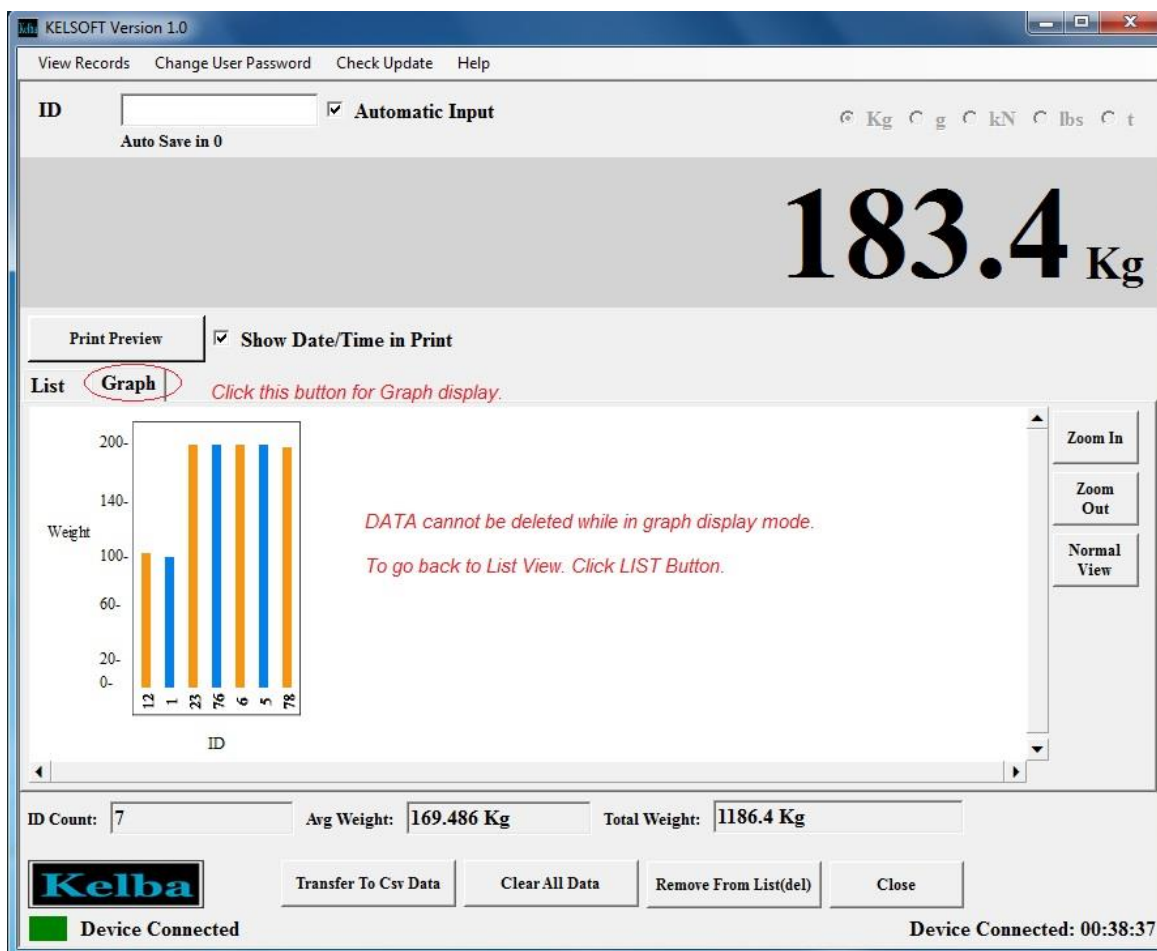 Kelba KELSOFT Version 1.0
View Records Change User Password Check Update Help
ID Automatic Input Kg g kN lbs t
Auto Save in 0
183.4 Kg
Print Preview Show Date/Time in Print
List Graph Click this button for Graph display.
200-
140-
Weight
100-
60-
20-
0-
12 1 23 76 6 5 78
ID
DATA cannot be deleted while in graph display mode.
To go back to List View. Click LIST Button.
Zoom In
Zoom
Out
Normal
View
ID Count: 7 Avg Weight: 169.486 Kg Total Weight: 1186.4 Kg
Kelba Transfer To Csv Data Clear All Data Remove From List(del) Close
Device Connected Device Connected: 00:38:37